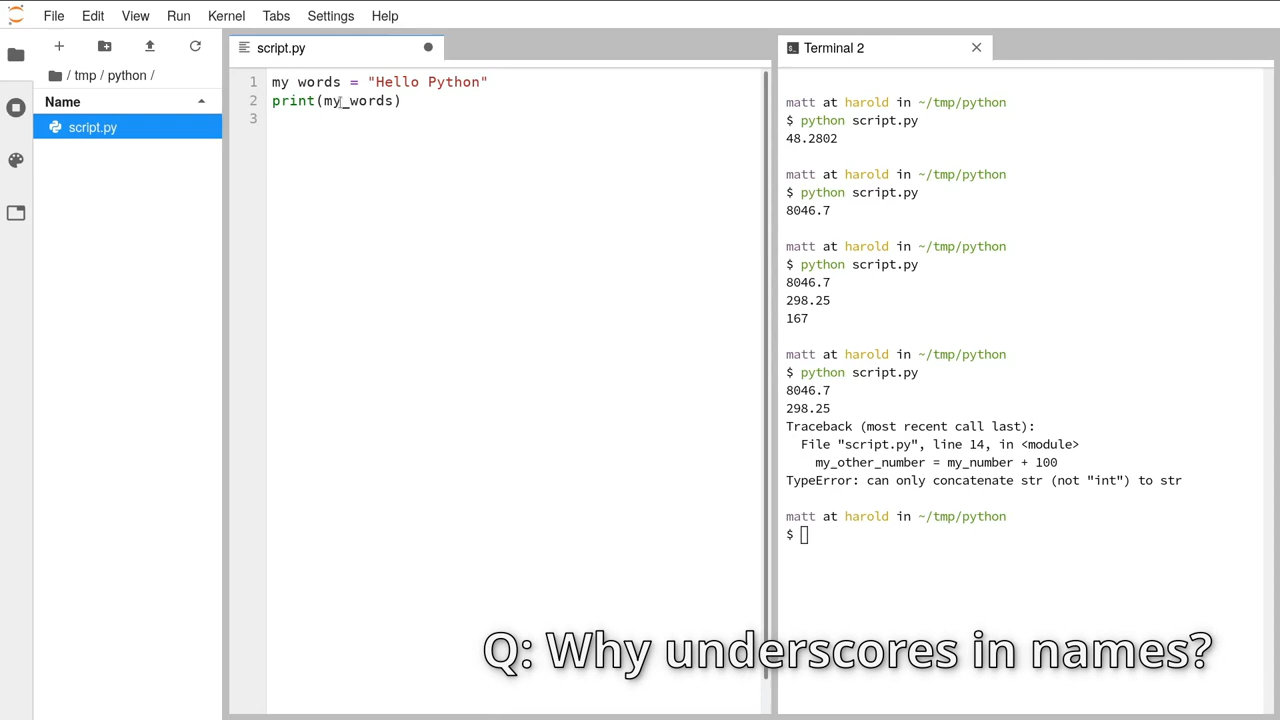 File Edit View Run Kernel Tabs Settings Help
/ tmp / python /
Name
script.py
script.py
1 my words = "Hello Python"
2 print(my_words)
3
Terminal 2
matt at harold in ~/tmp/python
$ python script.py
48.2802
matt at harold in ~/tmp/python
$ python script.py
8046.7
matt at harold in ~/tmp/python
$ python script.py
8046.7
298.25
167
matt at harold in ~/tmp/python
$ python script.py
8046.7
298.25
Traceback (most recent call last):
File "script.py", line 14, in <module>
my_other_number = my_number + 100
TypeError: can only concatenate str (not "int") to str
matt at harold in ~/tmp/python
$
Q: Why underscores in names?